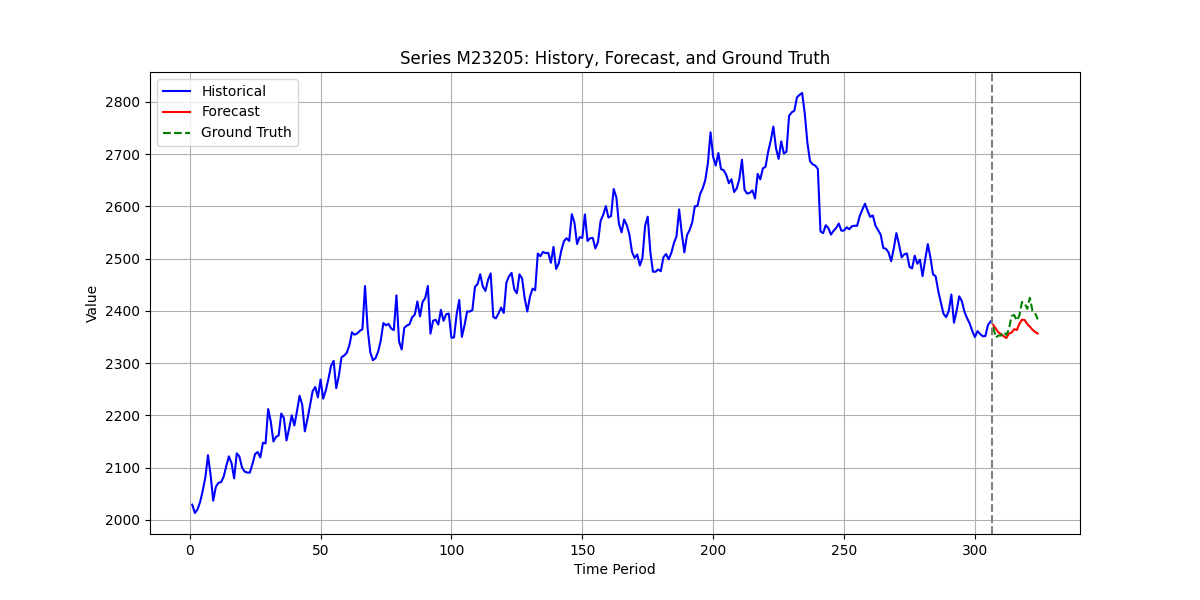 Series M23205: History, Forecast, and Ground Truth
Historical
Forecast
Ground Truth
2800
2700
2600
2500
2400
2300
2200
2100
2000
Value
0 50 100 150 200 250 300
Time Period